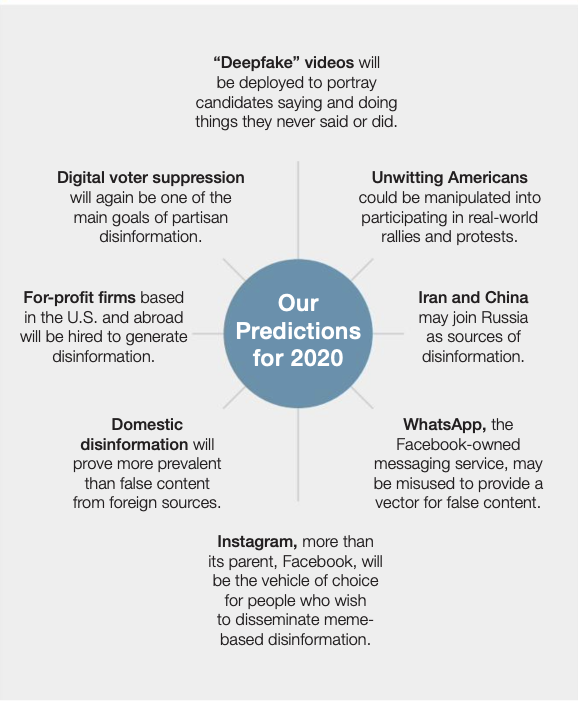 “Deepfake” videos will
be deployed to portray
candidates saying and doing
things they never said or did.
Unwitting Americans
could be manipulated into
participating in real-world
rallies and protests.
Iran and China
may join Russia
as sources of
disinformation.
WhatsApp, the
Facebook-owned
messaging service, may
be misused to provide a
vector for false content.
Instagram, more than
its parent, Facebook, will
be the vehicle of choice
for people who wish
to disseminate meme-
based disinformation.
Domestic
disinformation will
prove more prevalent
than false content
from foreign sources.
For-profit firms based
in the U.S. and abroad
will be hired to generate
disinformation.
Digital voter suppression
will again be one of the
main goals of partisan
disinformation.
Our
Predictions
for 2020